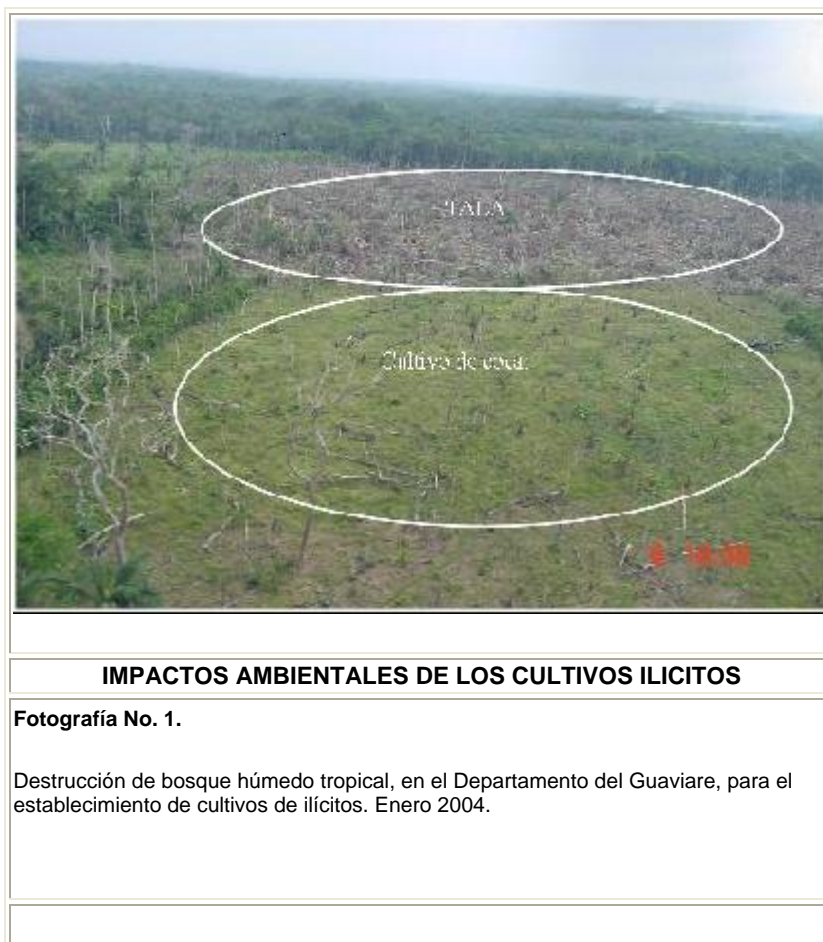 TALA
Cultivo de coca.
IMPACTOS AMBIENTALES DE LOS CULTIVOS ILICITOS
Fotografía No. 1.
Destrucción de bosque húmedo tropical, en el Departamento del Guaviare, para el
establecimiento de cultivos de ilícitos. Enero 2004.